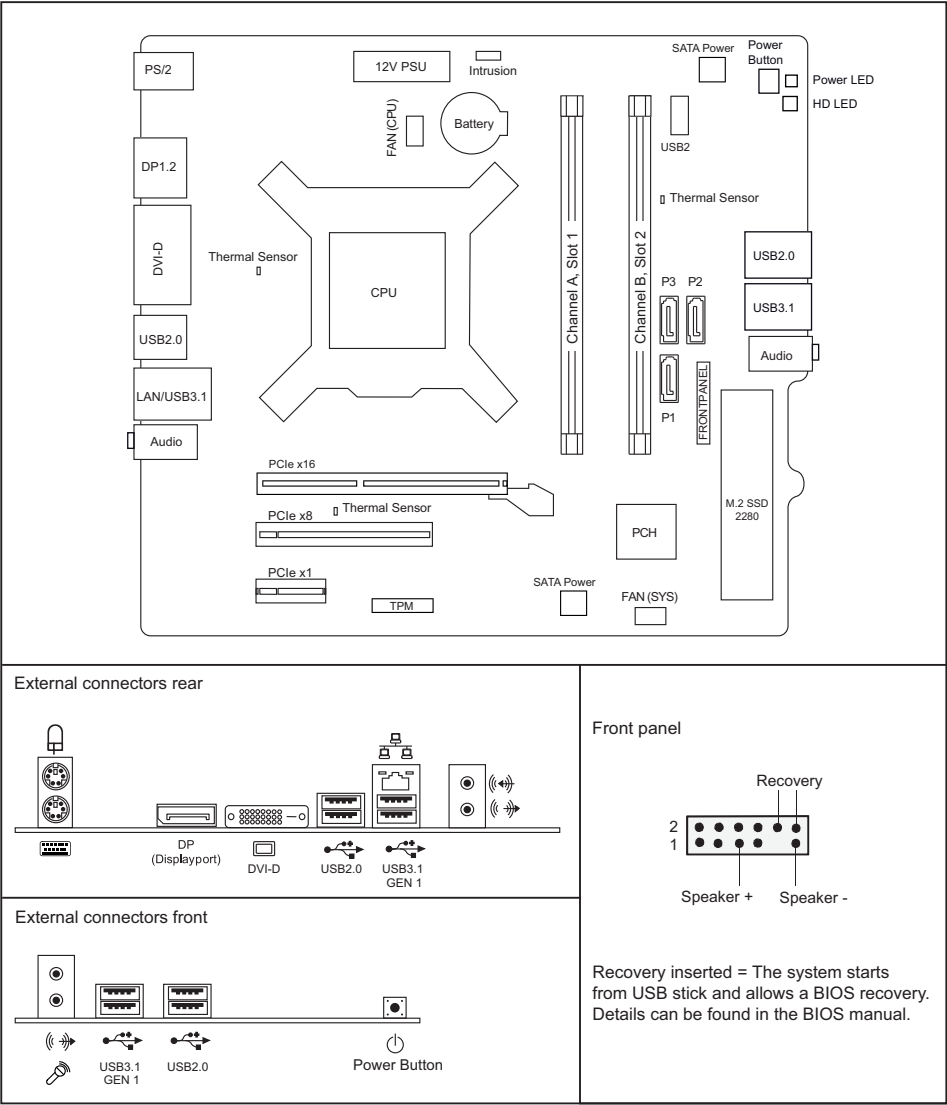 PS/2
12V PSU
Intrusion
SATA Power
Power
Button
Power LED
HD LED
FAN (CPU)
Battery
USB2
DP1.2
Thermal Sensor
DVI-D
Thermal Sensor
CPU
Channel A, Slot 1
Channel B, Slot 2
USB2.0
P3
P2
USB3.1
USB2.0
Audio
LAN/USB3.1
P1
FRONTPANEL
Audio
PCIe x16
Thermal Sensor
PCIe x8
M.2 SSD
2280
PCH
PCIe x1
SATA Power
TPM
FAN (SYS)
External connectors rear
DP
(Displayport)
DVI-D
USB2.0
USB3.1
GEN 1
External connectors front
USB3.1
GEN 1
USB2.0
Power Button
Front panel
Recovery
2
1
Speaker +
Speaker -
Recovery inserted = The system starts
from USB stick and allows a BIOS recovery.
Details can be found in the BIOS manual.